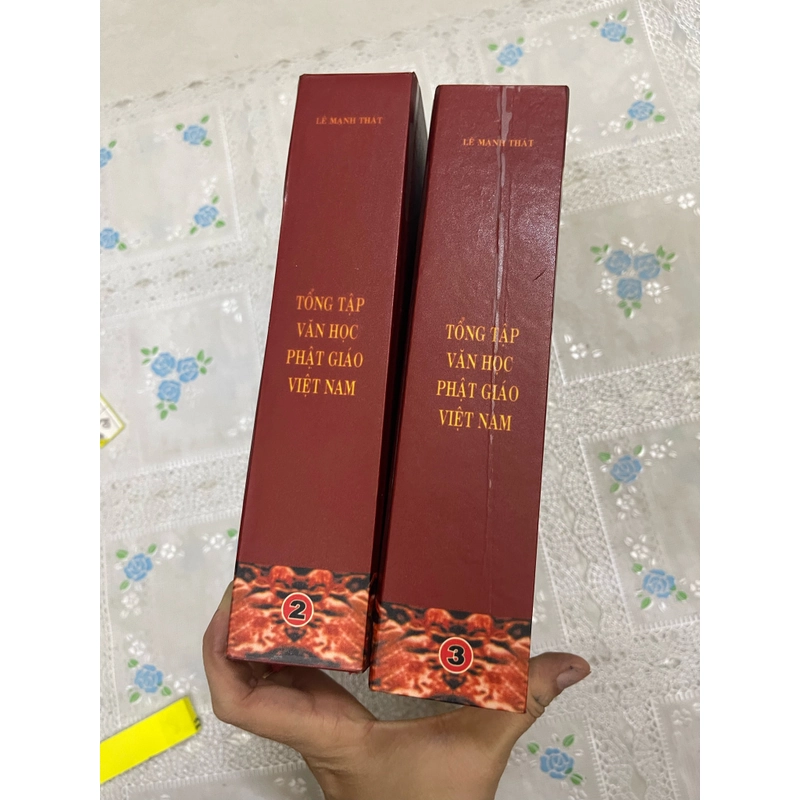 LÊ MẠNH THÁT
TỔNG TẬP
VĂN HỌC
PHẬT GIÁO
VIỆT NAM
2
LÊ MẠNH THÁT
TỔNG TẬP
VĂN HỌC
PHẬT GIÁO
VIỆT NAM
3